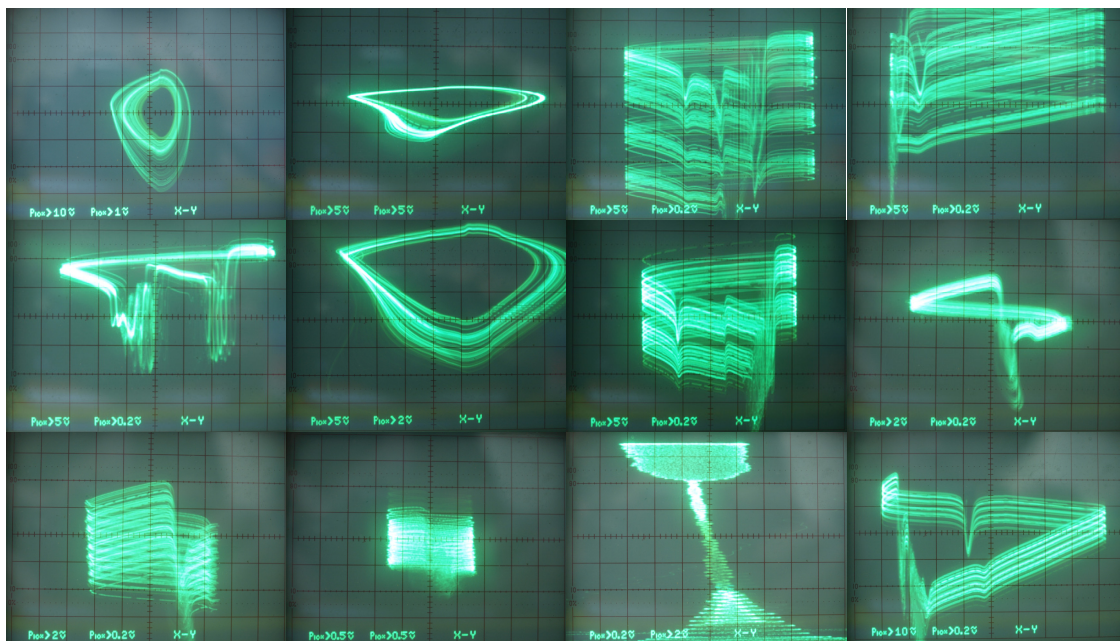 P10=>10V P10=>1V X-Y
P10=>5V P10=>5V X-Y
P10=>5V P10=>0.2V X-Y
P10=>5V P10=>0.2V X-Y
P10=>5V P10=>0.2V X-Y
P10=>5V P10=>2V X-Y
P10=>5V P10=>0.2V X-Y
P10=>2V P10=>0.2V X-Y
P10=>2V P10=>0.2V X-Y
P10=>0.5V P10=>0.5V X-Y
P10=>0.2V P10=>2V X-Y
P10=>10V P10=>0.2V X-Y